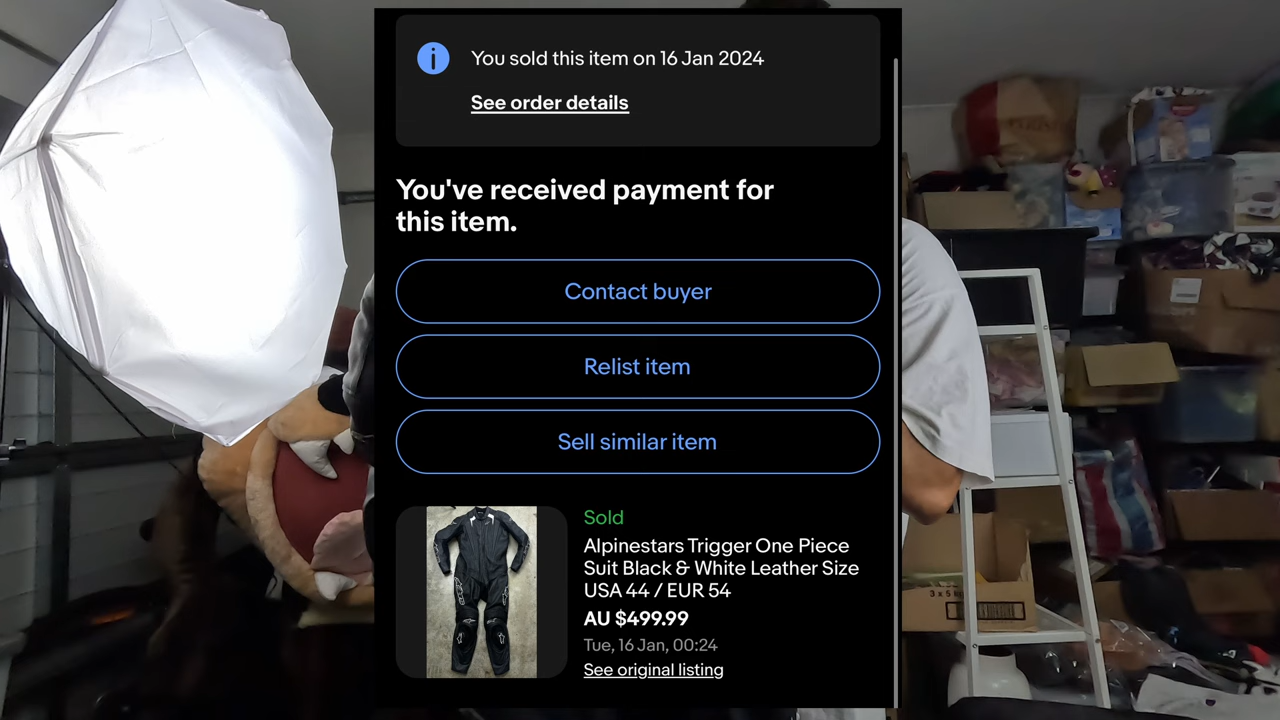 You sold this item on 16 Jan 2024
See order details
You've received payment for
this item.
Contact buyer
Relist item
Sell similar item
Sold
Alpinestars Trigger One Piece
Suit Black & White Leather Size
USA 44 / EUR 54
AU $499.99
Tue, 16 Jan, 00:24
See original listing